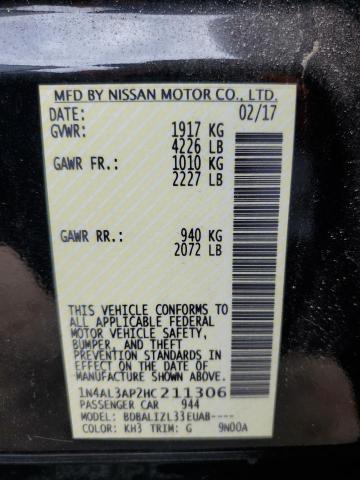 MFD BY NISSAN MOTOR CO., LTD.
DATE: 02/17
GVWR: 1917 KG
4226 LB
GAWR FR.: 1010 KG
2227 LB
GAWR RR.: 940 KG
2072 LB
THIS VEHICLE CONFORMS TO
ALL APPLICABLE FEDERAL
MOTOR VEHICLE SAFETY,
BUMPER, AND THEFT
PREVENTION STANDARDS IN
EFFECT ON THE DATE OF
MANUFACTURE SHOWN ABOVE.
1N4AL3AP2HC211306
PASSENGER CAR 944
MODEL: BDBALIZL33EUAB----
COLOR: KH3 TRIM: G 9N00A